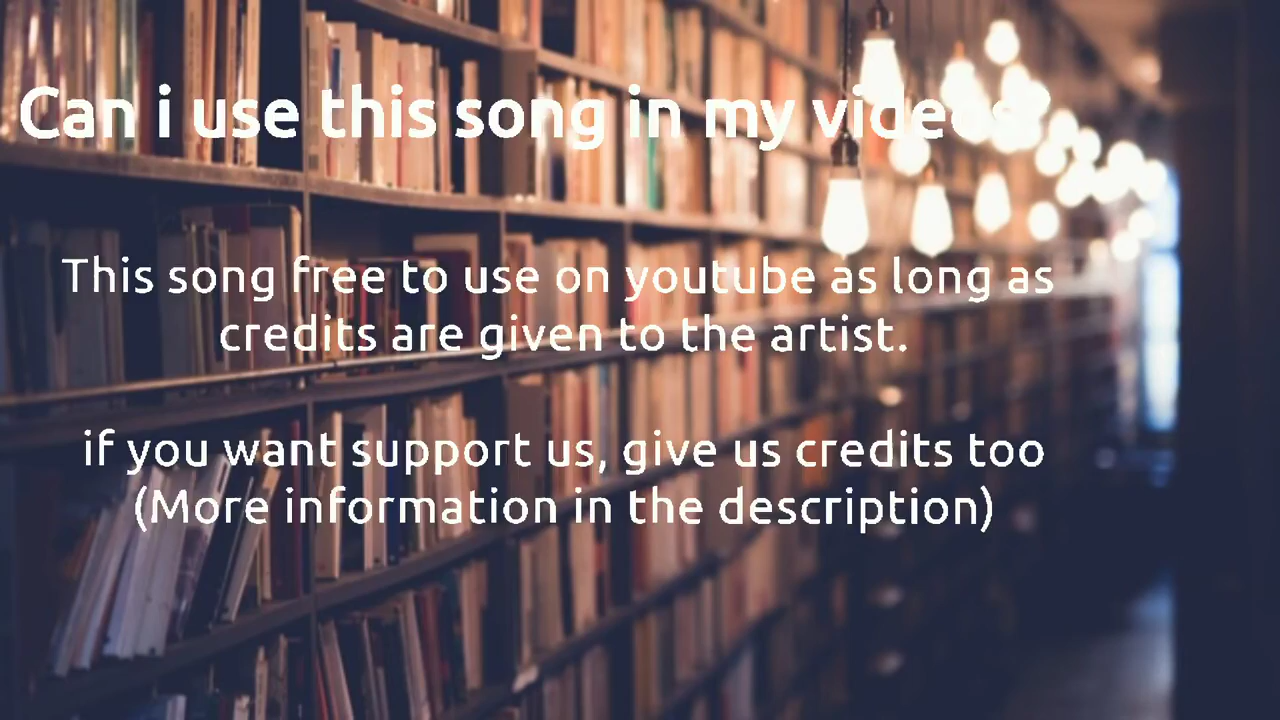 Can i use this song in my videos?
This song free to use on youtube as long as
credits are given to the artist.
if you want support us, give us credits too
(More information in the description)